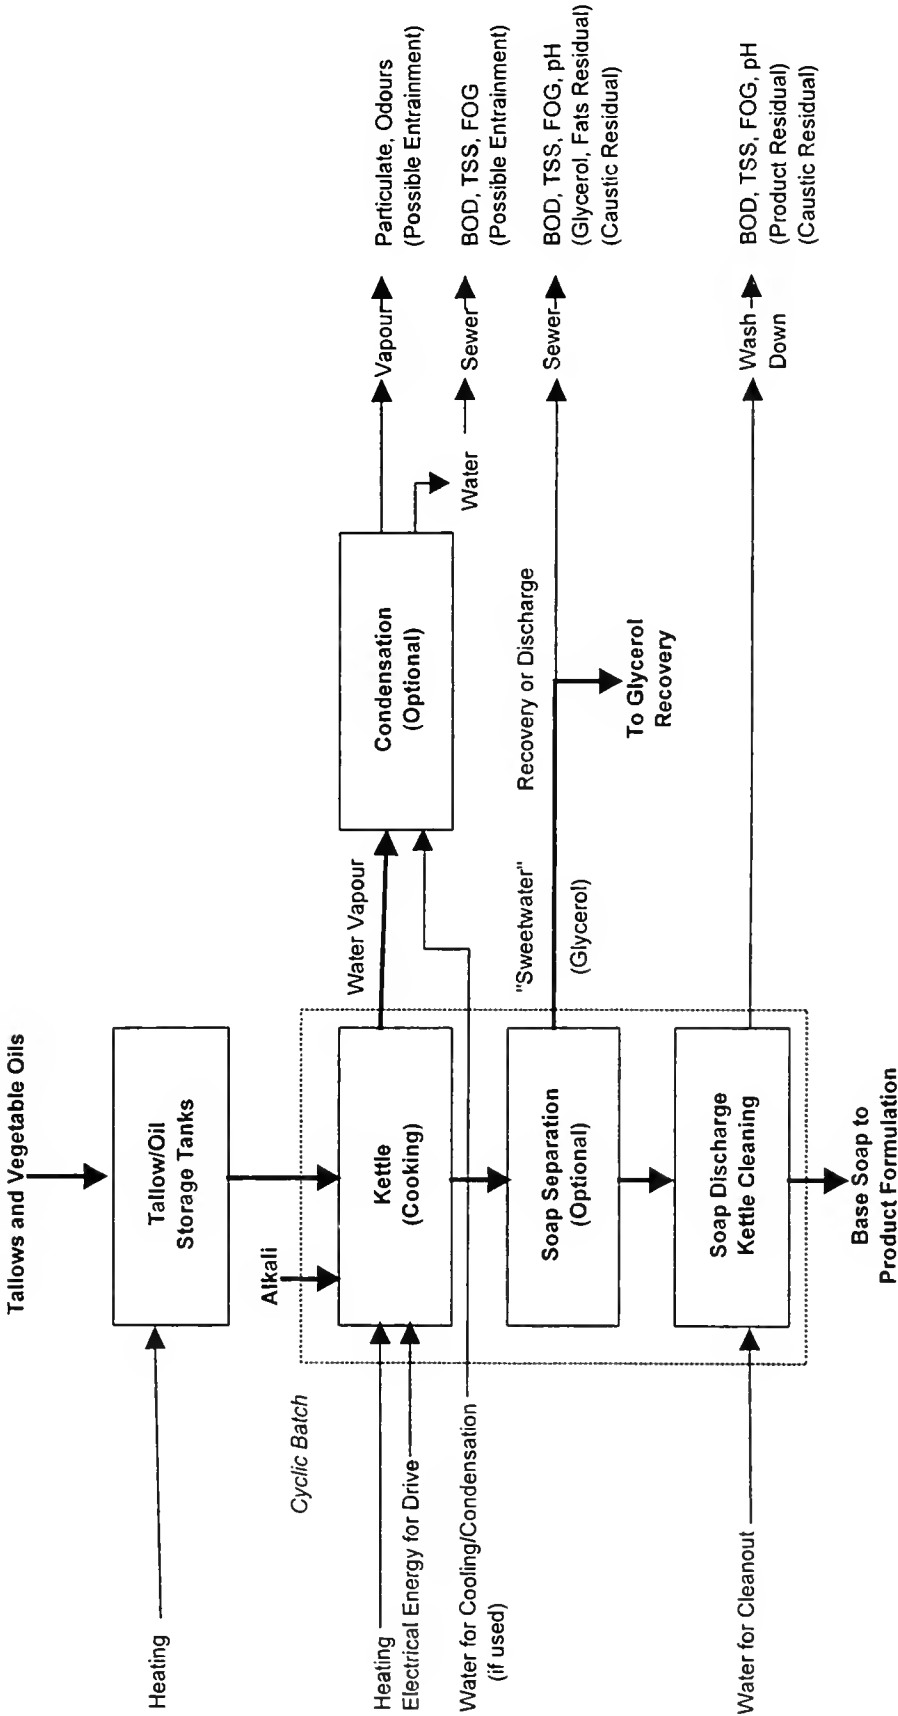 Tallows and Vegetable Oils
Heating
Tallow/Oil
Storage Tanks
Cyclic Batch
Alkali
Heating
Electrical Energy for Drive
Kettle
(Cooking)
Water Vapour
Condensation
(Optional)
Vapour
Particulate, Odours
(Possible Entrainment)
Water for Cooling/Condensation
(if used)
Water
Sewer
BOD, TSS, FOG
(Possible Entrainment)
Soap Separation
(Optional)
"Sweetwater"
(Glycerol)
Recovery or Discharge
Sewer
BOD, TSS, FOG, pH
(Glycerol, Fats Residual)
(Caustic Residual)
To Glycerol
Recovery
Water for Cleanout
Soap Discharge
Kettle Cleaning
Wash
Down
BOD, TSS, FOG, pH
(Product Residual)
(Caustic Residual)
Base Soap to
Product Formulation